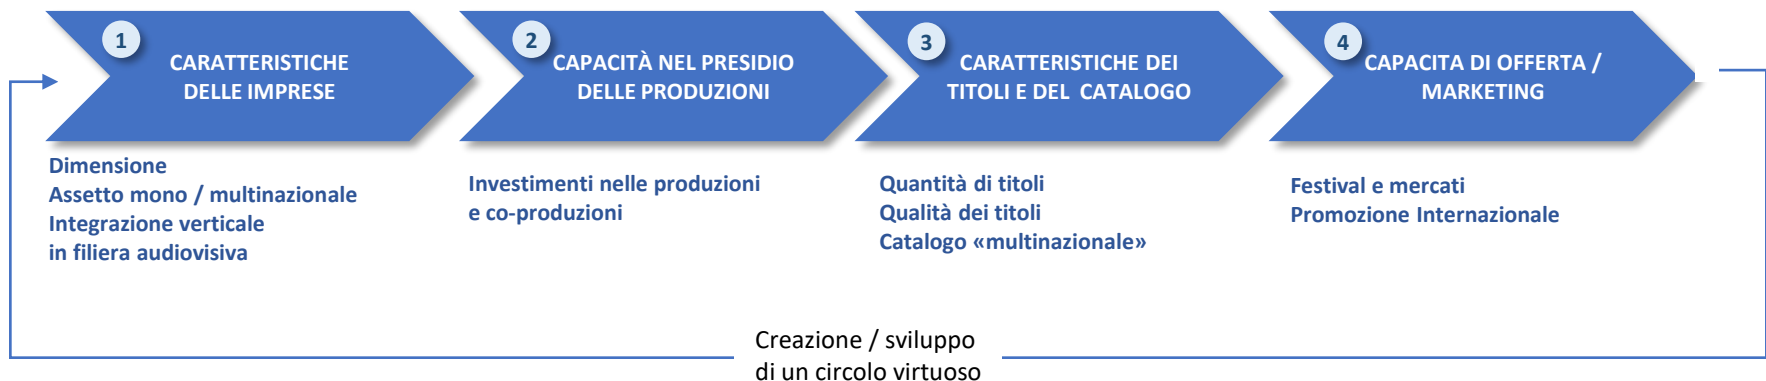 1
CARATTERISTICHE
DELLE IMPRESE
2
CAPACITÀ NEL PRESIDIO
DELLE PRODUZIONI
3
CARATTERISTICHE DEI
TITOLI E DEL CATALOGO
4
CAPACITA DI OFFERTA /
MARKETING
Dimensione
Assetto mono / multinazionale
Integrazione verticale
in filiera audiovisiva
Investimenti nelle produzioni
e co-produzioni
Quantità di titoli
Qualità dei titoli
Catalogo «multinazionale»
Festival e mercati
Promozione Internazionale
Creazione / sviluppo
di un circolo virtuoso